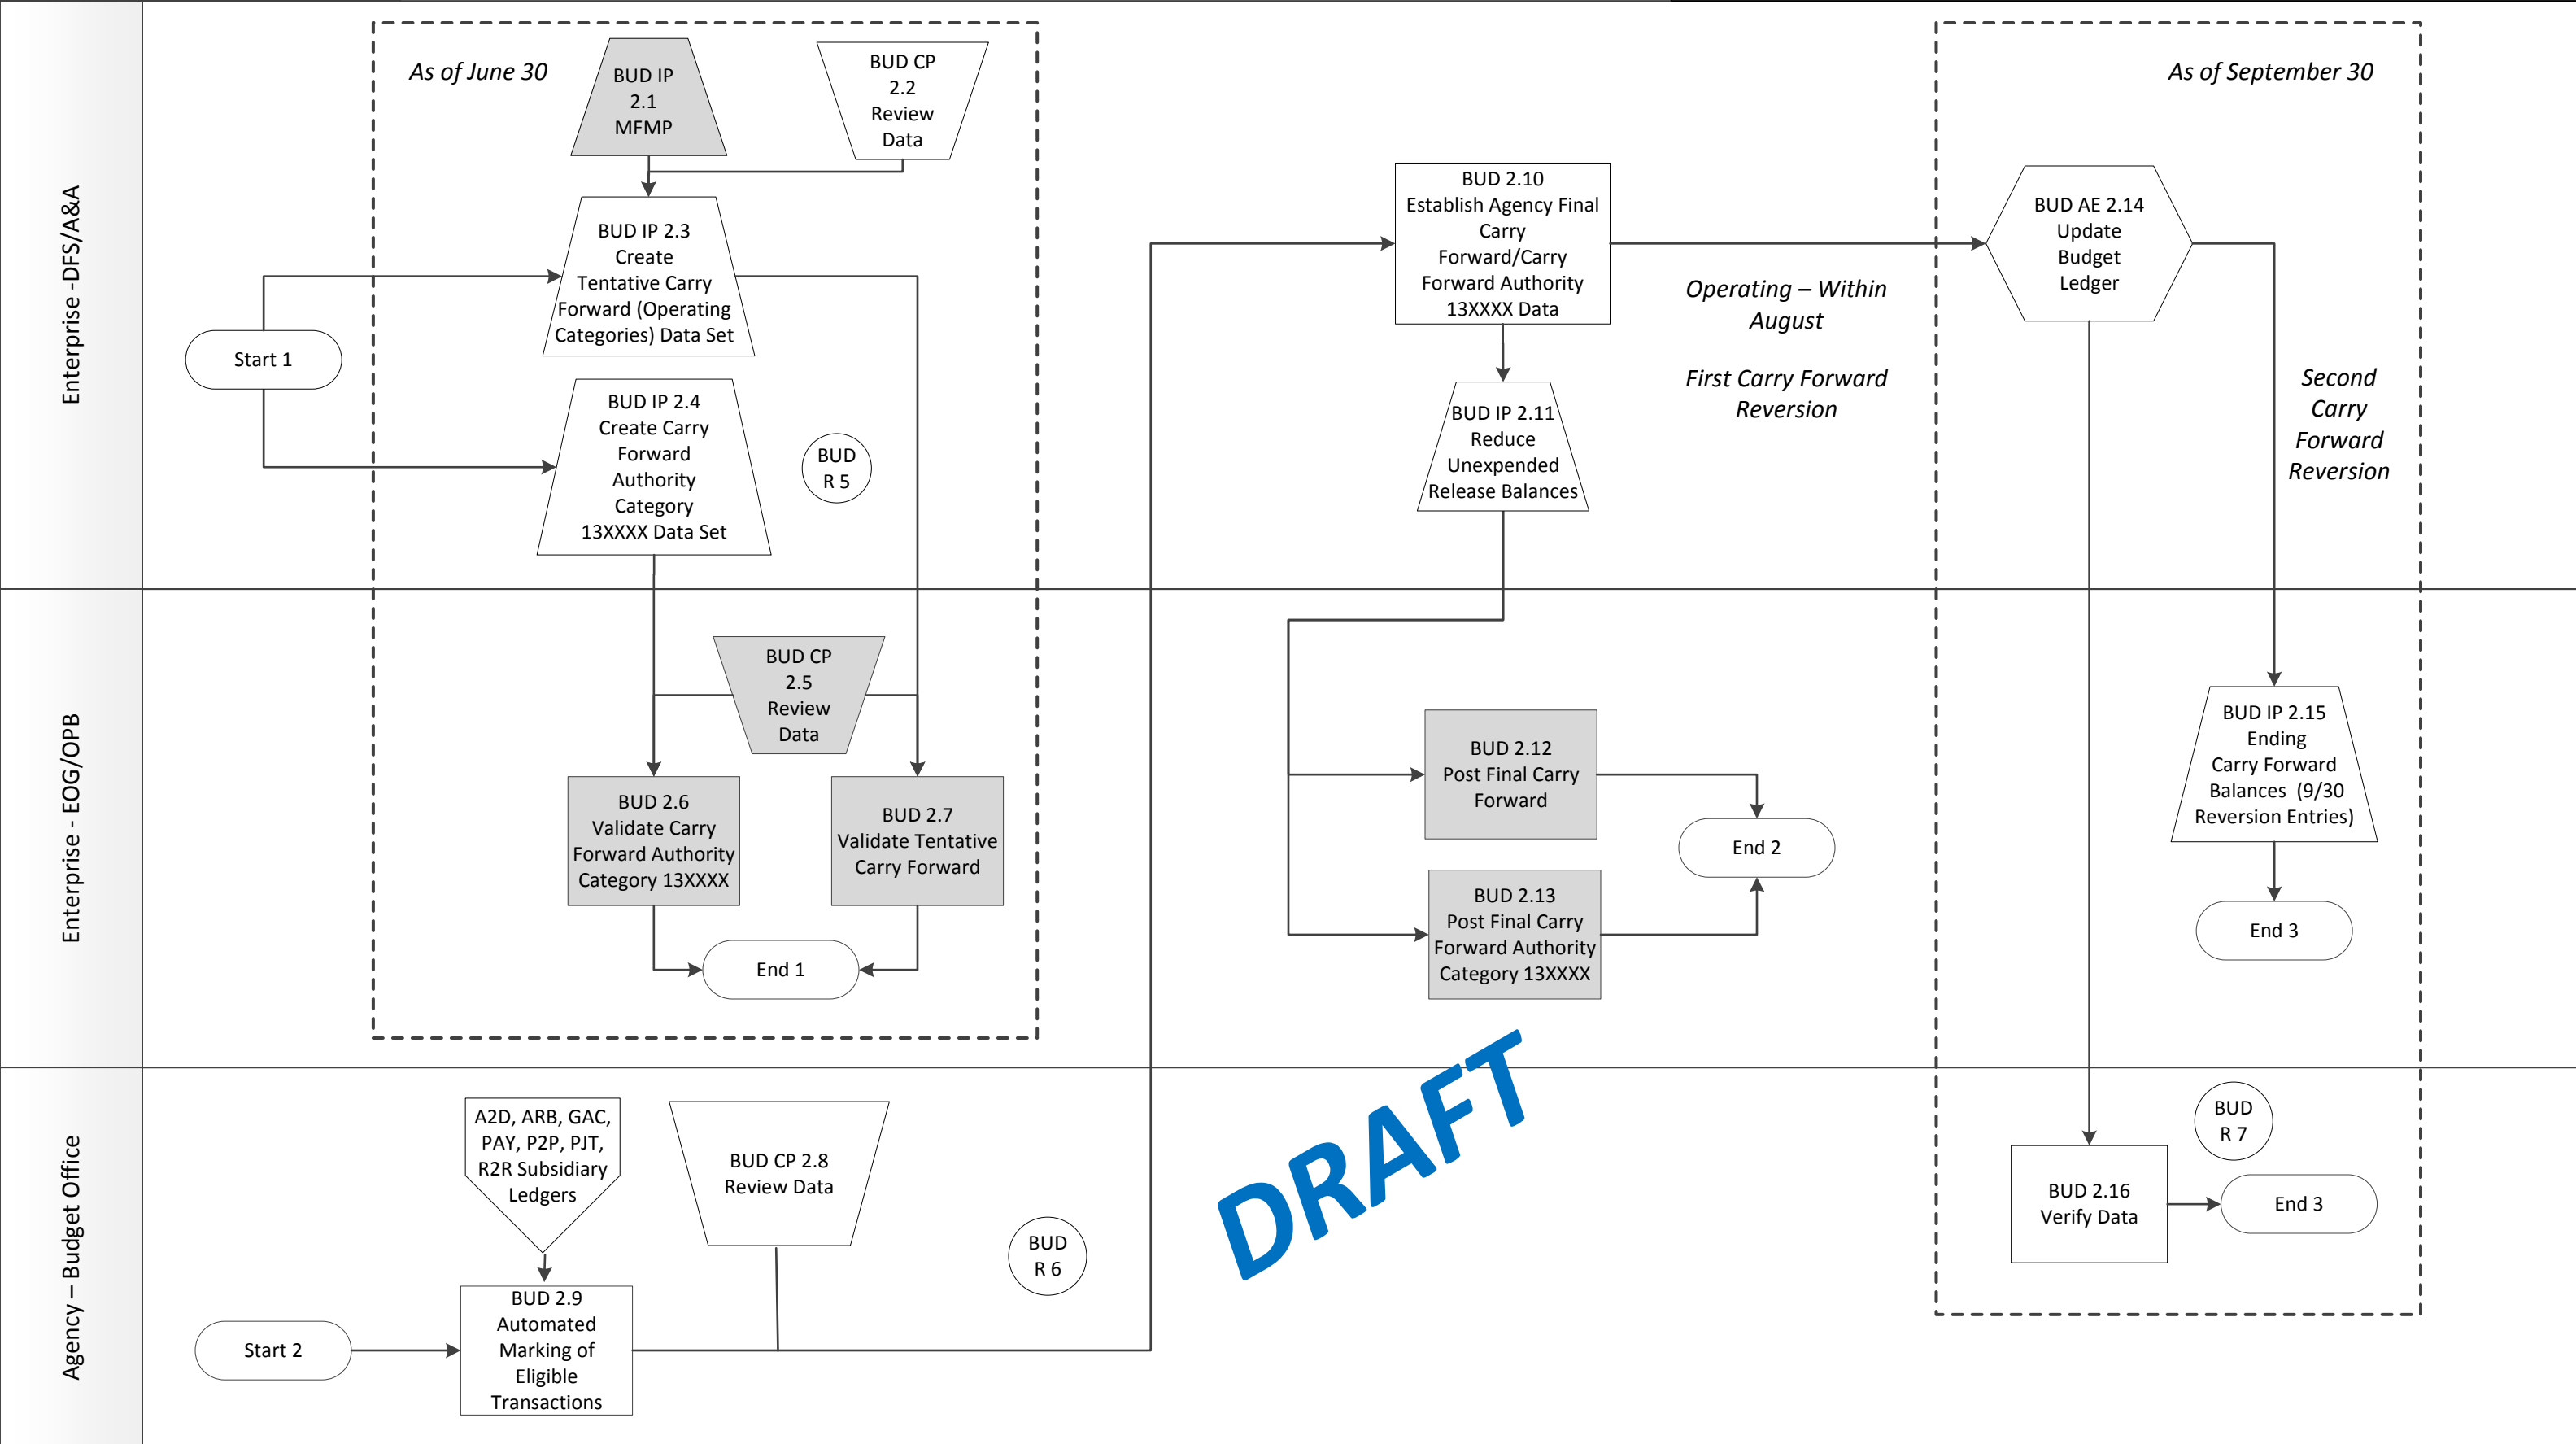 Enterprise -DFS/A&A
As of June 30
BUD IP
2.1
MFMP
BUD CP
2.2
Review
Data
Start 1
BUD IP 2.3
Create
Tentative Carry
Forward (Operating
Categories) Data Set
BUD IP 2.4
Create Carry
Forward
Authority
Category
13XXXX Data Set
BUD
R 5
BUD 2.10
Establish Agency Final
Carry
Forward/Carry
Forward Authority
13XXXX Data
BUD IP 2.11
Reduce
Unexpended
Release Balances
Operating – Within
August
First Carry Forward
Reversion
As of September 30
BUD AE 2.14
Update
Budget
Ledger
Second
Carry
Forward
Reversion
Enterprise - EOG/OPB
BUD CP
2.5
Review
Data
BUD 2.6
Validate Carry
Forward Authority
Category 13XXXX
BUD 2.7
Validate Tentative
Carry Forward
End 1
BUD 2.12
Post Final Carry
Forward
BUD 2.13
Post Final Carry
Forward Authority
Category 13XXXX
End 2
BUD IP 2.15
Ending
Carry Forward
Balances (9/30
Reversion Entries)
End 3
Agency – Budget Office
A2D, ARB, GAC,
PAY, P2P, PJT,
R2R Subsidiary
Ledgers
BUD CP 2.8
Review Data
Start 2
BUD 2.9
Automated
Marking of
Eligible
Transactions
BUD
R 6
DRAFT
BUD
R 7
BUD 2.16
Verify Data
End 3